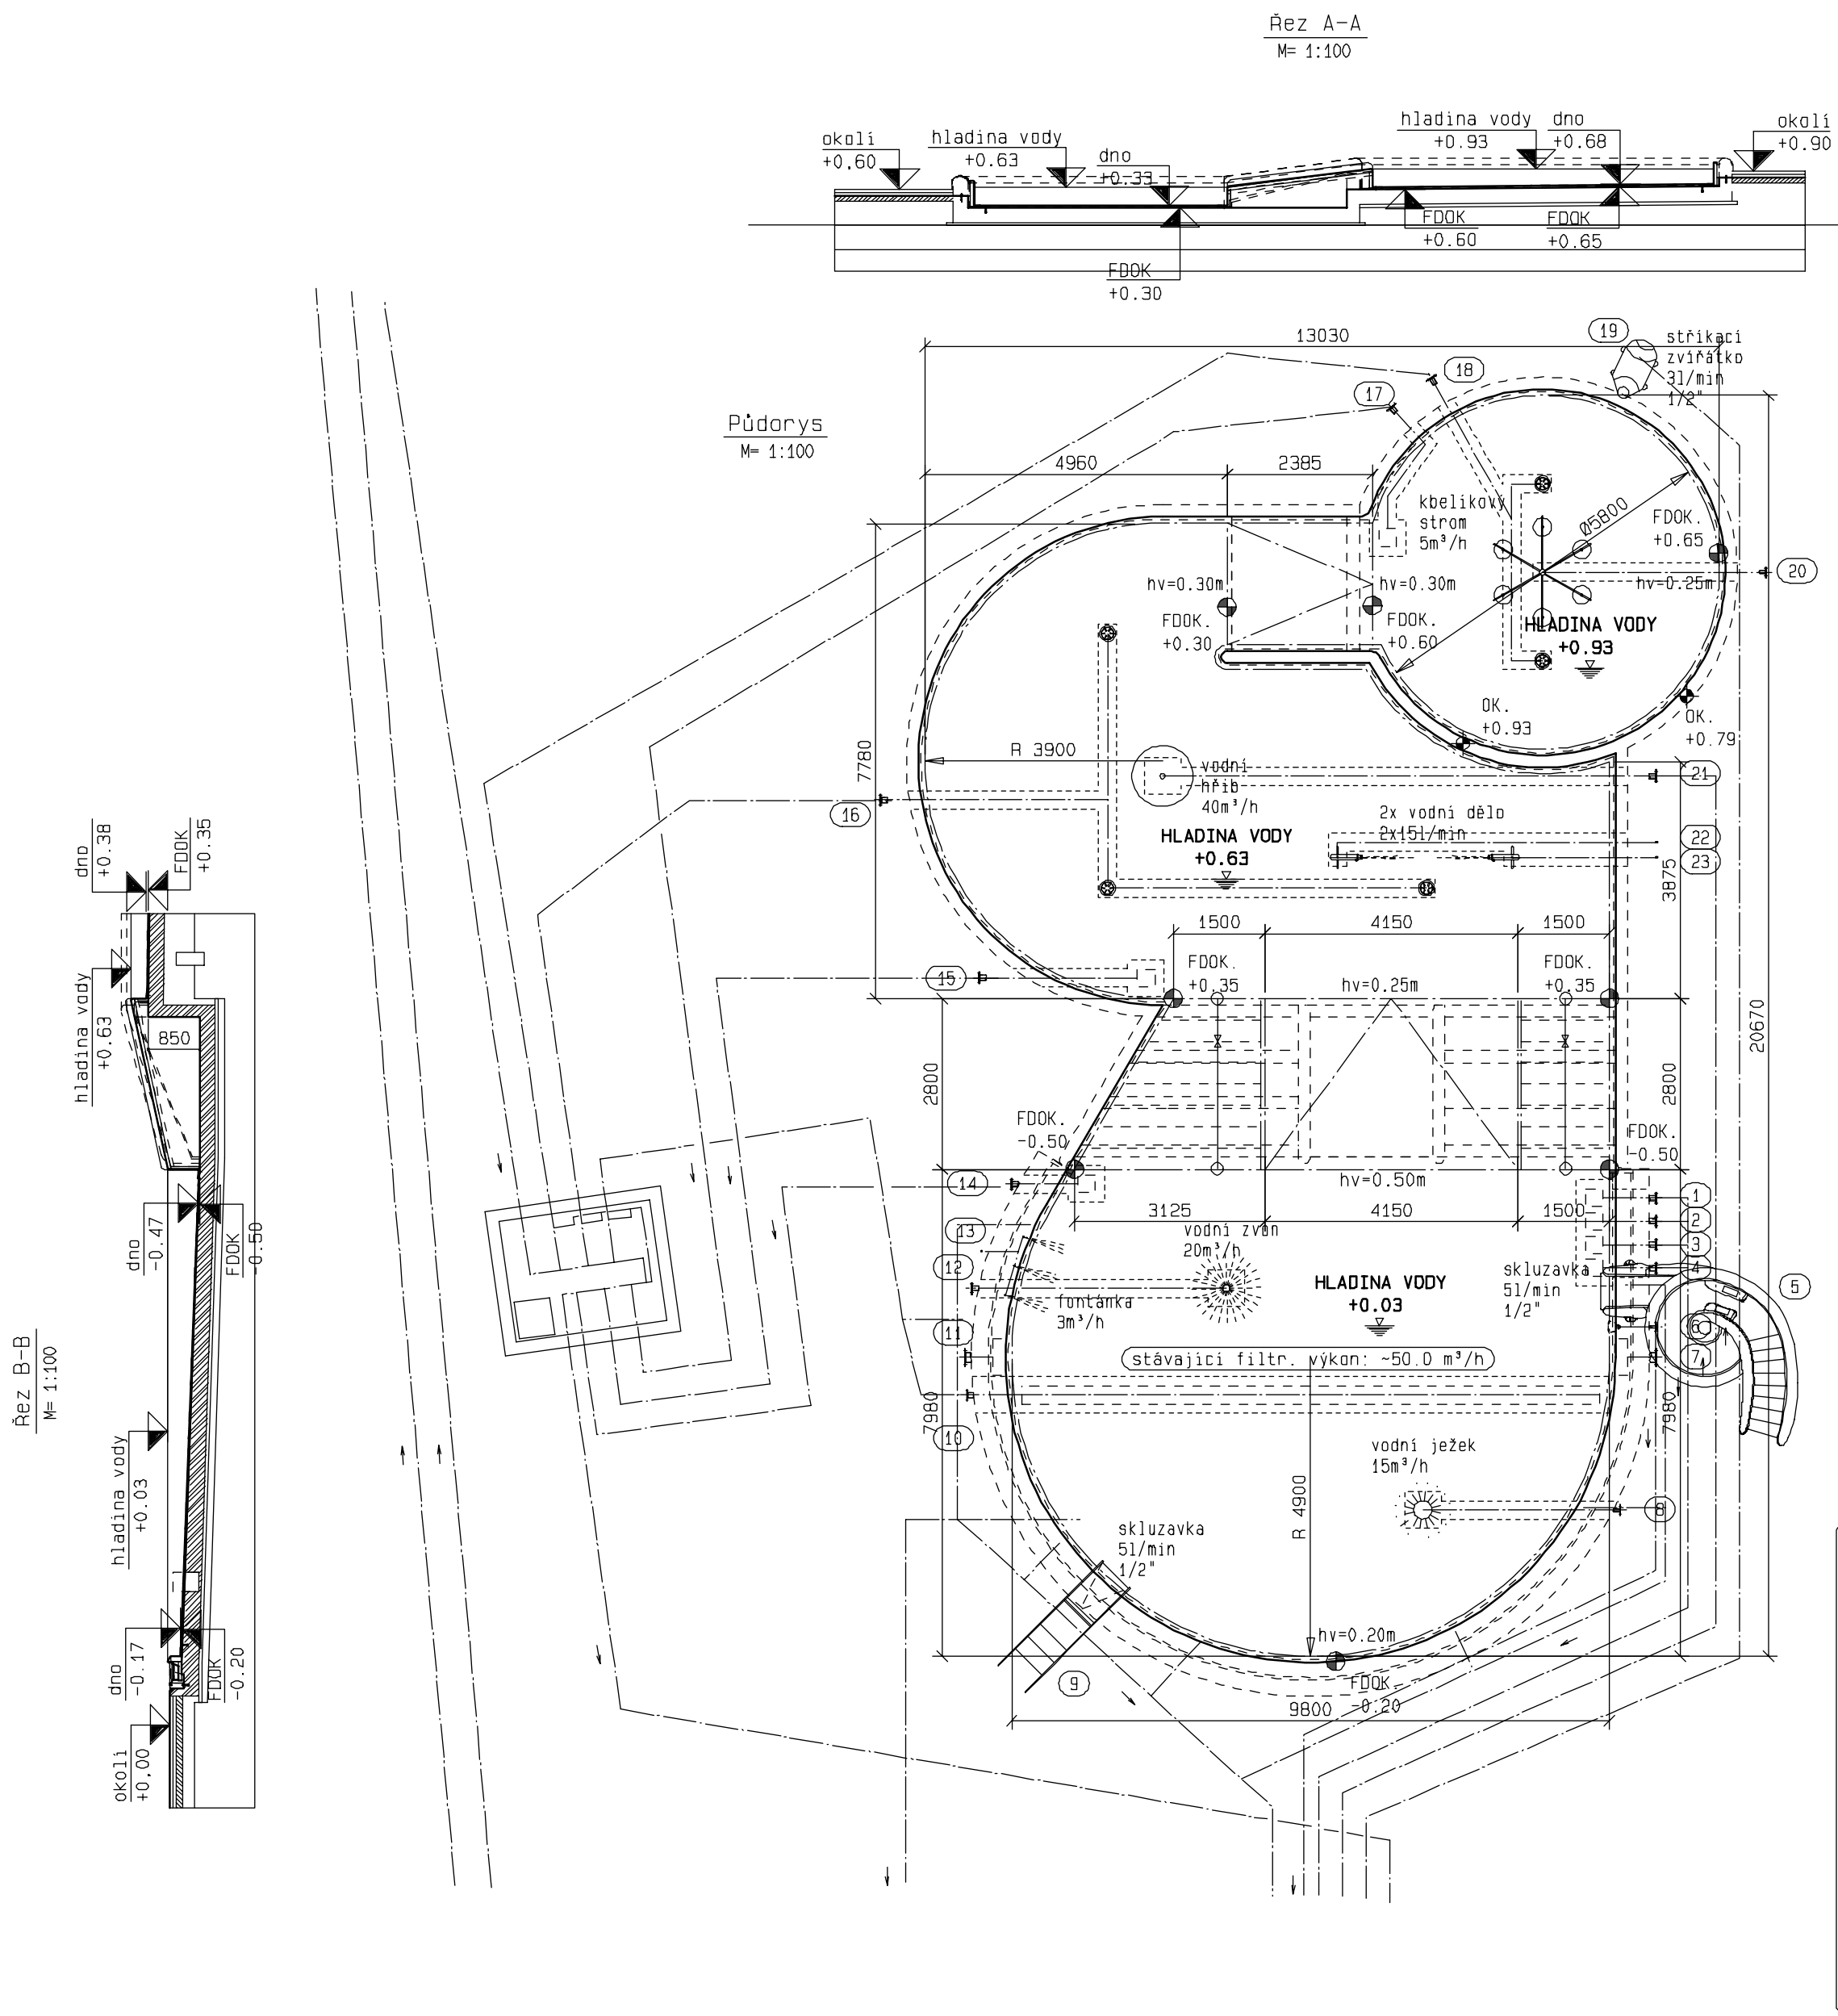 Řez A-A
M= 1:100
okolí
+0,60
hladina vody
+0.63
dno
+0.33
hladina vody
+0.93
dno
+0.68
okolí
+0.90
FDOK
+0.60
FDOK
+0.65
FDOK
+0.30
Půdorys
M= 1:100
13030
19
stříkací
zvířátko
3l/min
1/2"
18
17
4960
2385
kbelíkový
strom
5m³/h
Ø5800
FDOK.
+0.65
20
hv=0.30m
hv=0.30m
hv=0.25m
FDOK.
+0.30
FDOK.
+0.60
HLADINA VODY
+0.93
OK.
+0.93
OK.
+0.79
7780
R 3900
vodní
hřib
40m³/h
21
16
2x vodní dělo
2x15l/min
22
23
HLADINA VODY
+0.63
3875
1500
4150
1500
15
FDOK.
+0.35
hv=0.25m
FDOK.
+0.35
20670
2800
2800
FDOK.
-0.50
FDOK.
-0.50
14
hv=0.50m
1
3125
4150
1500
2
13
vodní zvon
20m³/h
3
12
skluzavka
5l/min
1/2"
4
5
HLADINA VODY
+0.03
fontánka
3m³/h
11
6
stávající filtr. výkon: ~50.0 m³/h
7
7980
7980
10
vodní ježek
15m³/h
R 4900
8
skluzavka
5l/min
1/2"
hv=0.20m
9
FDOK.
-0.20
9800
Řez B-B
M= 1:100
dno
+0.38
FDOK
+0.35
hladina vody
+0.63
850
dno
-0.47
FDOK
-0.50
hladina vody
+0.03
dno
-0.17
FDOK
-0.20
okolí
+0,00